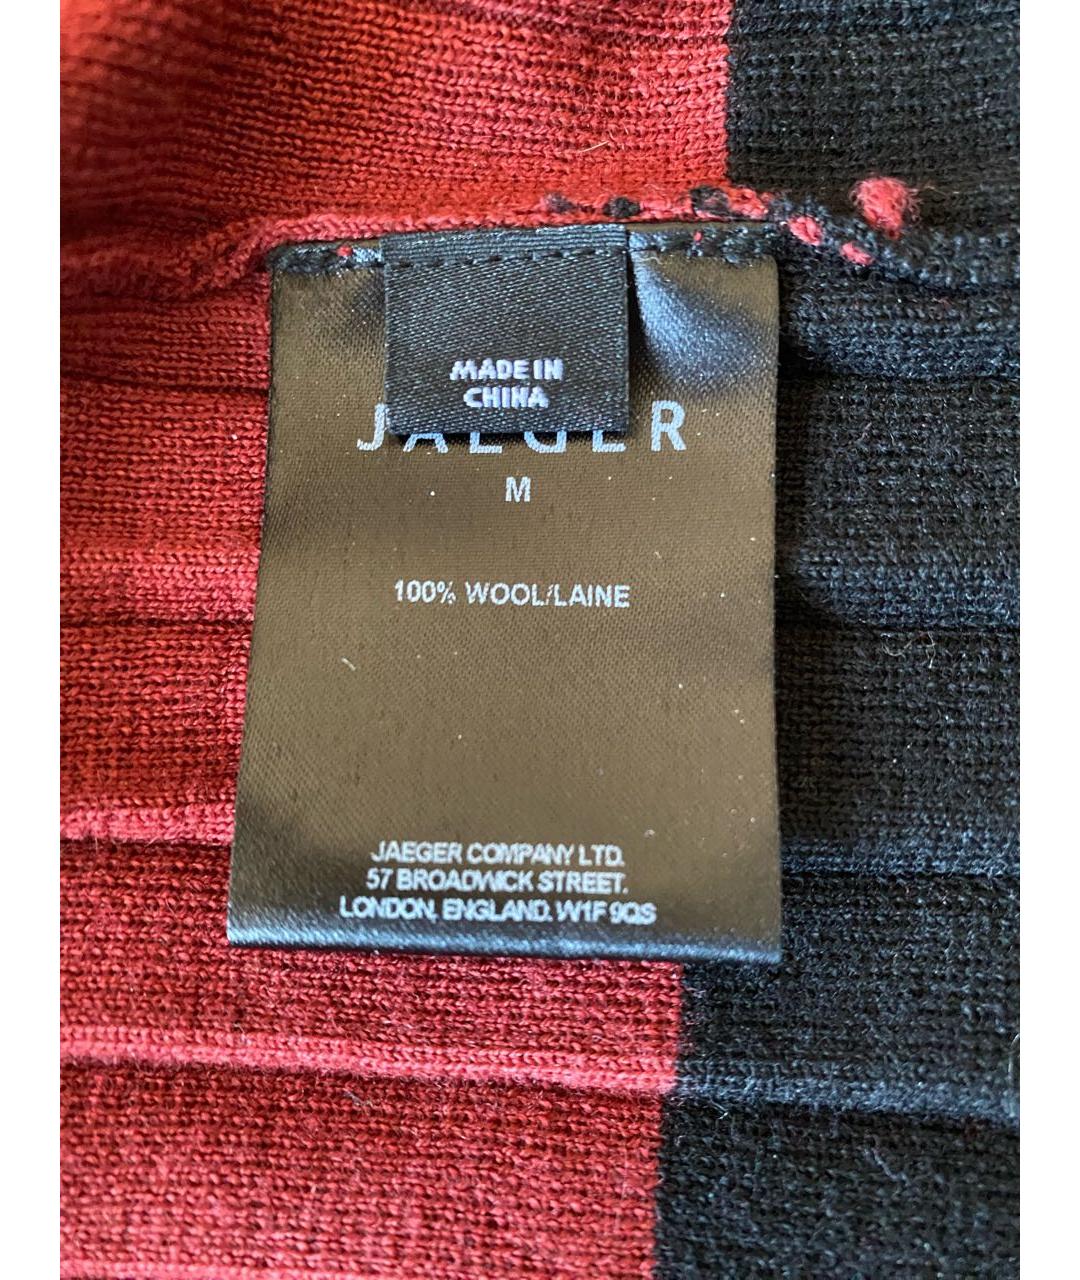 MADE IN
CHINA
JAEGER
M
100% WOOL/LAINE
JAEGER COMPANY LTD.
57 BROADWICK STREET.
LONDON, ENGLAND. W1F 9QS